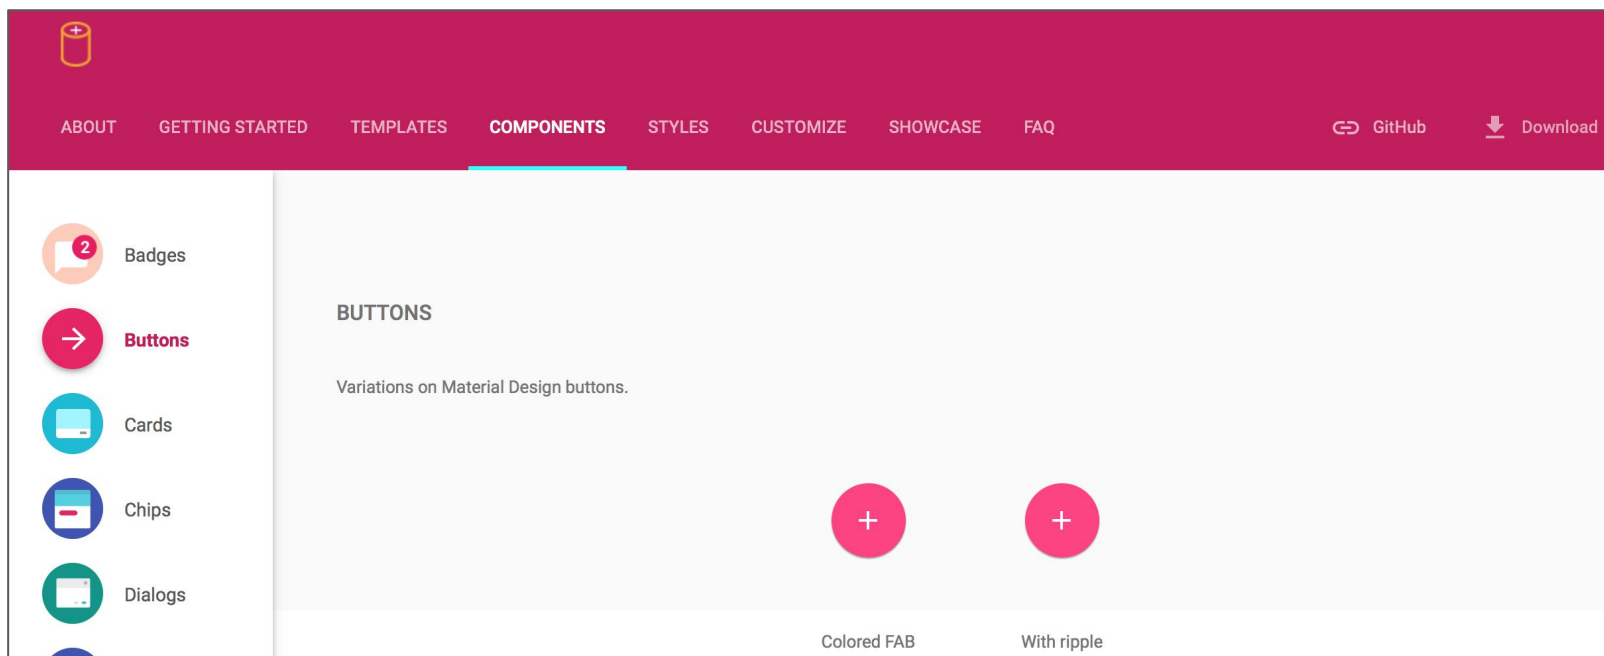 ABOUT GETTING STARTED TEMPLATES COMPONENTS STYLES CUSTOMIZE SHOWCASE FAQ GitHub Download
2
Badges
Buttons
Cards
Chips
Dialogs
BUTTONS
Variations on Material Design buttons.
Colored FAB With ripple